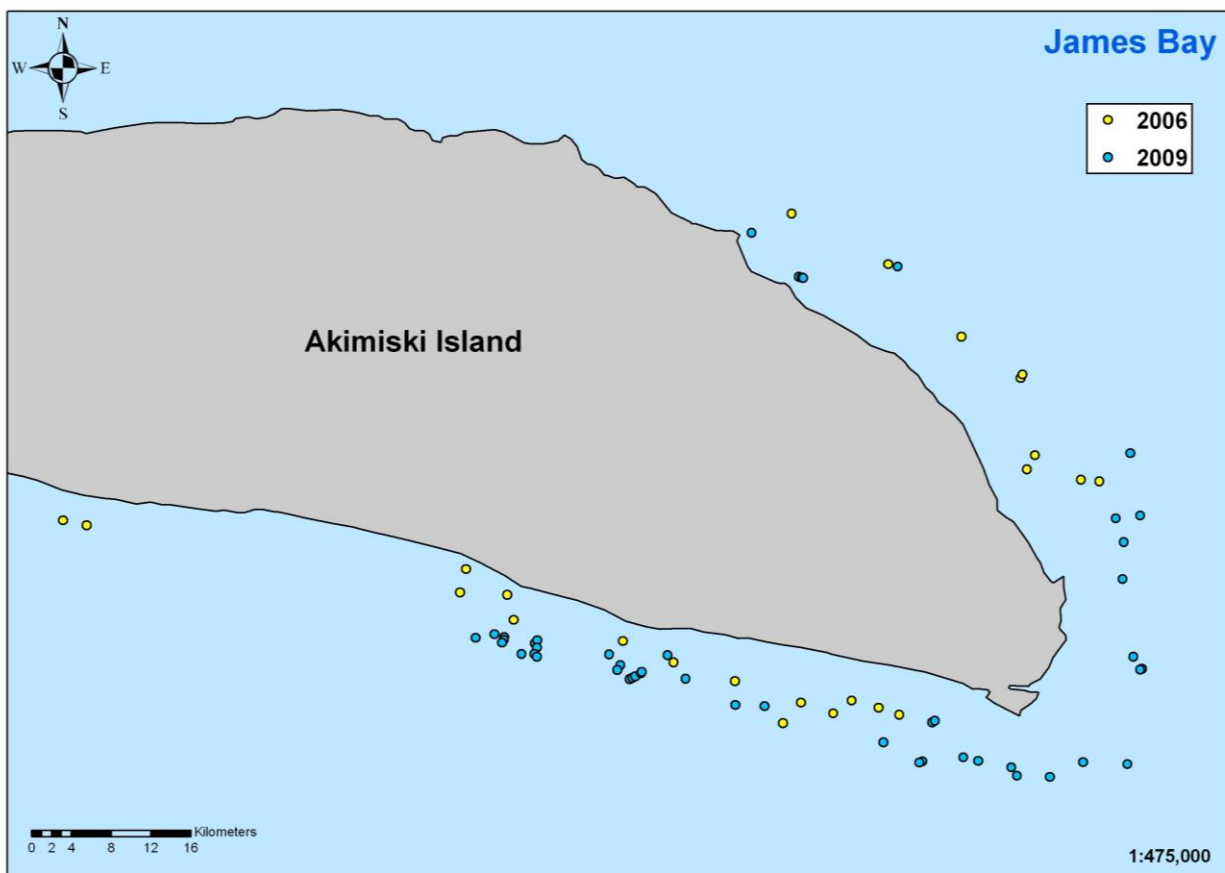 N
W E
S
James Bay
2006
2009
Akimiski Island
Kilometers
0 2 4 8 12 16
1:475,000